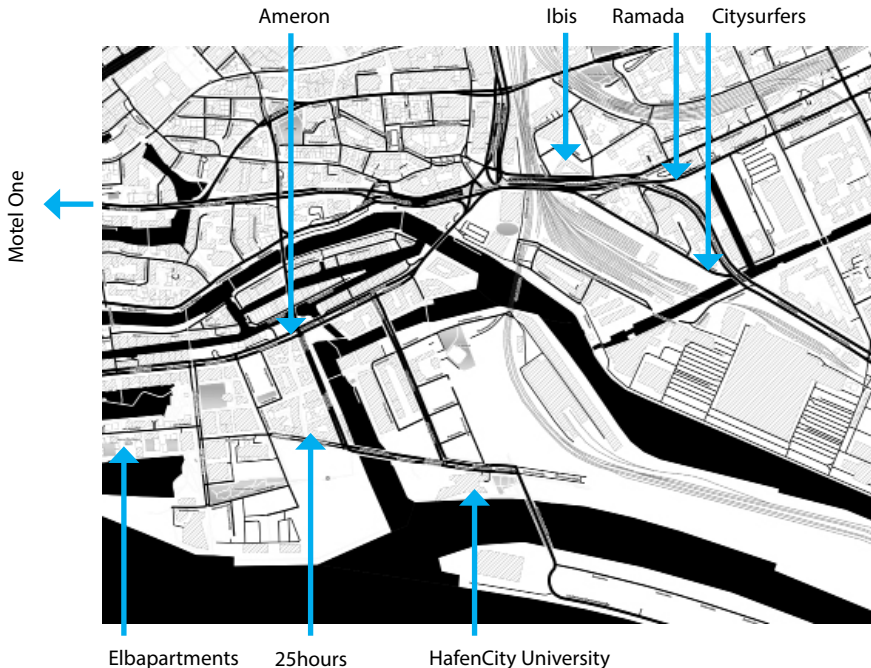 Ameron
Ibis
Ramada
Citysurfers
Motel One
Elbapartments
25hours
HafenCity University